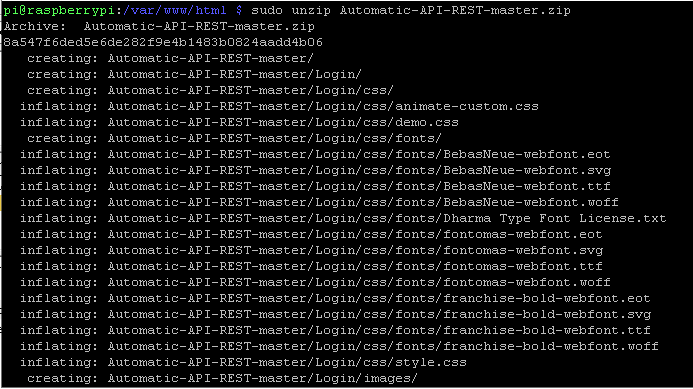 pi@raspberrypi:/var/www/html $ sudo unzip Automatic-API-REST-master.zip
Archive:  Automatic-API-REST-master.zip
8a547f6ded5e6de282f9e4b1483b0824aadd4b06
   creating: Automatic-API-REST-master/
   creating: Automatic-API-REST-master/Login/
   creating: Automatic-API-REST-master/Login/css/
  inflating: Automatic-API-REST-master/Login/css/animate-custom.css
  inflating: Automatic-API-REST-master/Login/css/demo.css
   creating: Automatic-API-REST-master/Login/css/fonts/
  inflating: Automatic-API-REST-master/Login/css/fonts/BebasNeue-webfont.eot
  inflating: Automatic-API-REST-master/Login/css/fonts/BebasNeue-webfont.svg
  inflating: Automatic-API-REST-master/Login/css/fonts/BebasNeue-webfont.ttf
  inflating: Automatic-API-REST-master/Login/css/fonts/BebasNeue-webfont.woff
  inflating: Automatic-API-REST-master/Login/css/fonts/Dharma Type Font License.txt
  inflating: Automatic-API-REST-master/Login/css/fonts/fontomas-webfont.eot
  inflating: Automatic-API-REST-master/Login/css/fonts/fontomas-webfont.svg
  inflating: Automatic-API-REST-master/Login/css/fonts/fontomas-webfont.ttf
  inflating: Automatic-API-REST-master/Login/css/fonts/fontomas-webfont.woff
  inflating: Automatic-API-REST-master/Login/css/fonts/franchise-bold-webfont.eot
  inflating: Automatic-API-REST-master/Login/css/fonts/franchise-bold-webfont.svg
  inflating: Automatic-API-REST-master/Login/css/fonts/franchise-bold-webfont.ttf
  inflating: Automatic-API-REST-master/Login/css/fonts/franchise-bold-webfont.woff
  inflating: Automatic-API-REST-master/Login/css/style.css
   creating: Automatic-API-REST-master/Login/images/